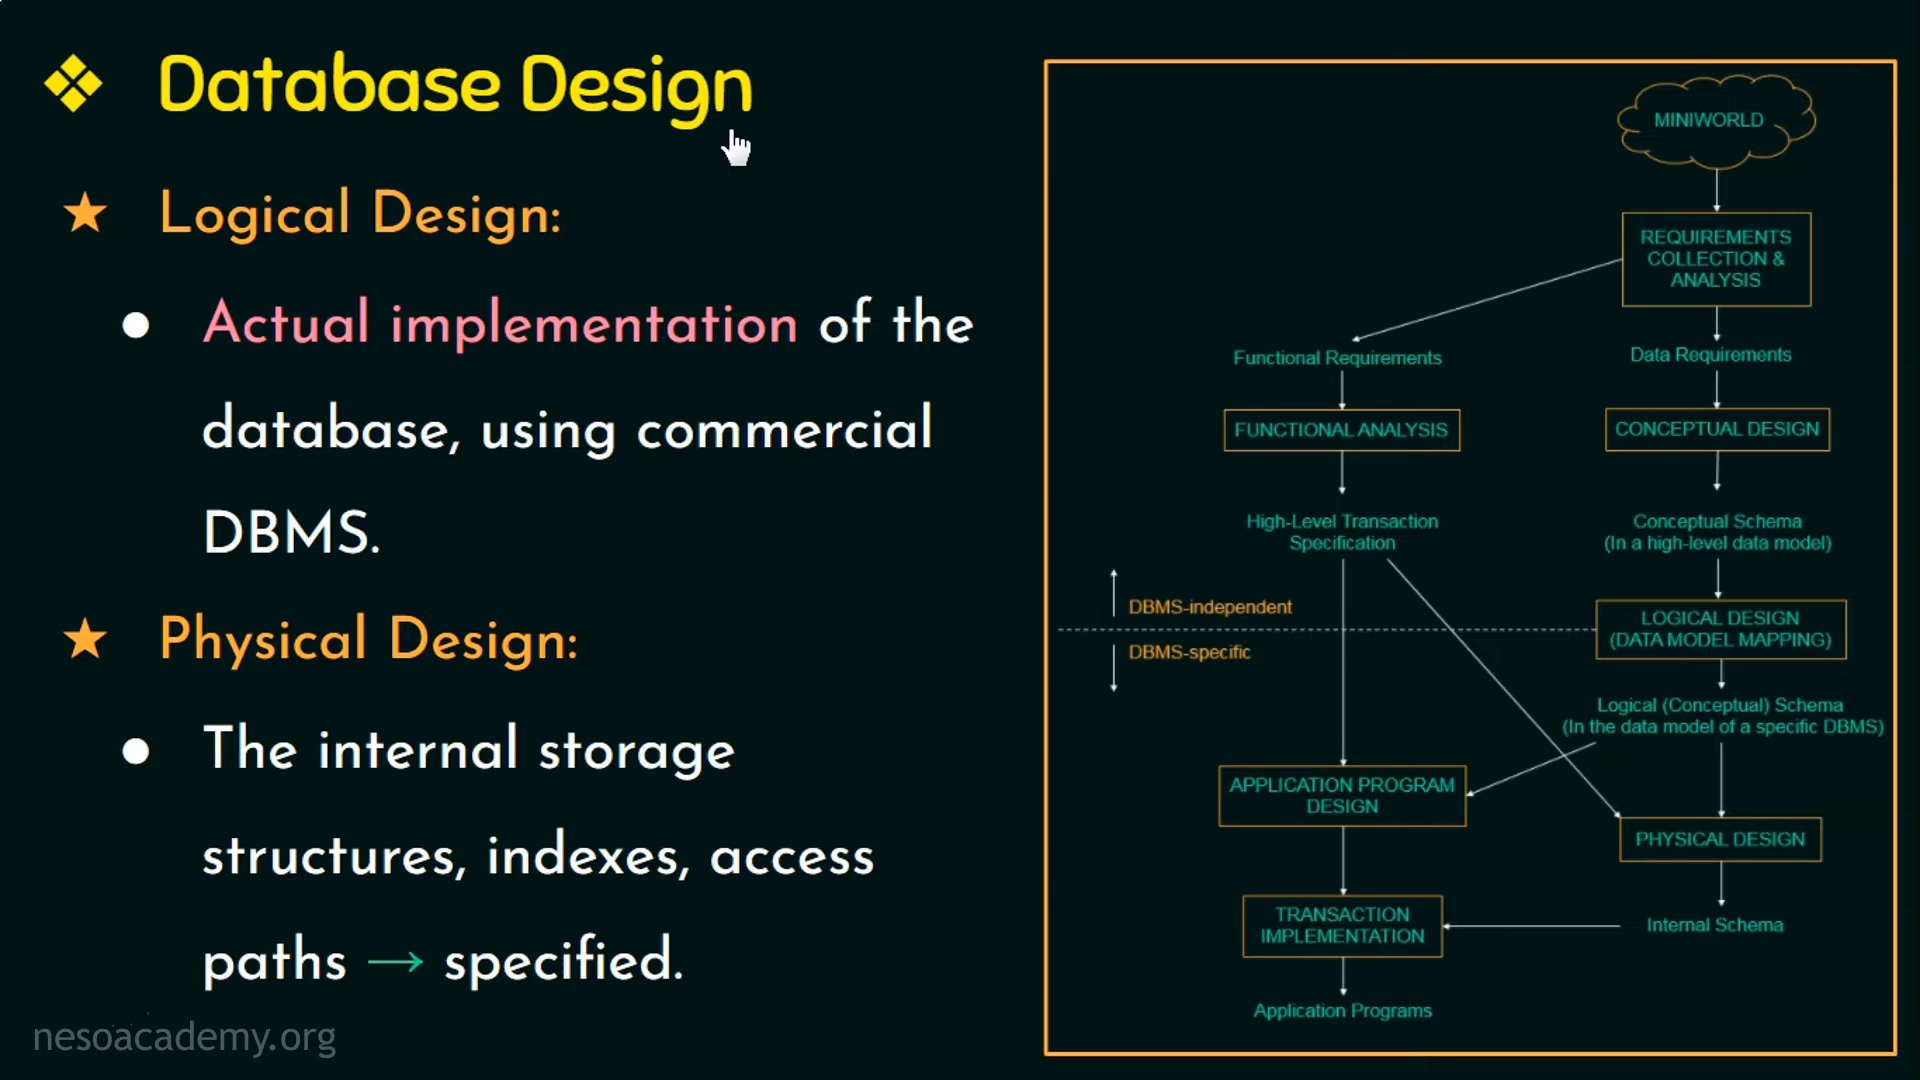 ❖ Database Design
★ Logical Design:
● Actual implementation of the
database, using commercial
DBMS.
★ Physical Design:
● The internal storage
structures, indexes, access
paths → specified.
nesoacademy.org
MINIWORLD
REQUIREMENTS
COLLECTION &
ANALYSIS
Functional Requirements
Data Requirements
FUNCTIONAL ANALYSIS
CONCEPTUAL DESIGN
High-Level Transaction
Specification
Conceptual Schema
(In a high-level data model)
DBMS-independent
DBMS-specific
LOGICAL DESIGN
(DATA MODEL MAPPING)
Logical (Conceptual) Schema
(In the data model of a specific DBMS)
APPLICATION PROGRAM
DESIGN
PHYSICAL DESIGN
TRANSACTION
IMPLEMENTATION
Internal Schema
Application Programs